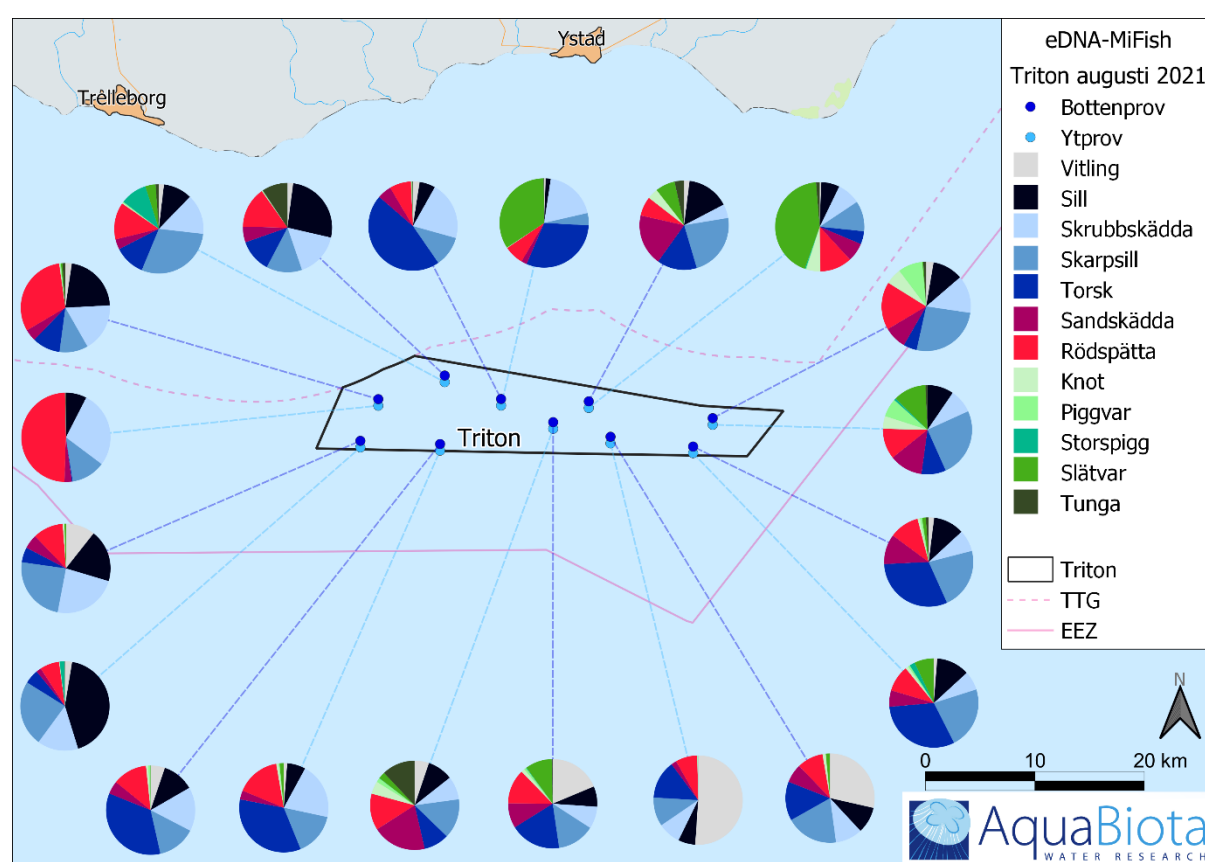 Ystad
Trelleborg
Triton
eDNA-MiFish
Triton augusti 2021
Bottenprov
Ytprov
Vitling
Sill
Skrubbskädda
Skarpsill
Torsk
Sandskädda
Rödspätta
Knot
Piggvar
Storspigg
Slätvar
Tunga
Triton
TTG
EEZ
N
0 10 20 km
AquaBiota
WATER RESEARCH